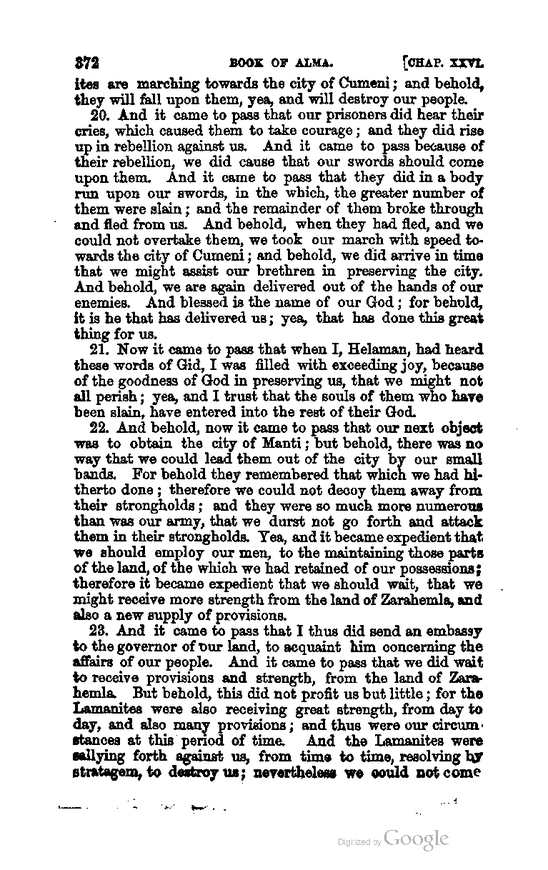 372 BOOK OF ALMA. [CHAP. XXVI.
ites are marching towards the city of Cumeni; and behold,
they will fall upon them, yea, and will destroy our people.
20. And it came to pass that our prisoners did hear their
cries, which caused them to take courage; and they did rise
up in rebellion against us. And it came to pass because of
their rebellion, we did cause that our swords should come
upon them. And it came to pass that they did in a body
run upon our swords, in the which, the greater number of
them were slain; and the remainder of them broke through
and fled from us. And behold, when they had fled, and we
could not overtake them, we took our march with speed to-
wards the city of Cumeni; and behold, we did arrive in time
that we might assist our brethren in preserving the city.
And behold, we are again delivered out of the hands of our
enemies. And blessed is the name of our God; for behold,
it is he that has delivered us; yea, that has done this great
thing for us.
21. Now it came to pass that when I, Helaman, had heard
these words of Gid, I was filled with exceeding joy, because
of the goodness of God in preserving us, that we might not
all perish; yea, and I trust that the souls of them who have
been slain, have entered into the rest of their God.
22. And behold, now it came to pass that our next object
was to obtain the city of Manti; but behold, there was no
way that we could lead them out of the city by our small
bands. For behold they remembered that which we had hi-
therto done; therefore we could not decoy them away from
their strongholds; and they were so much more numerous
than was our army, that we durst not go forth and attack
them in their strongholds. Yea, and it became expedient that
we should employ our men, to the maintaining those parts
of the land, of the which we had retained of our possessions;
therefore it became expedient that we should wait, that we
might receive more strength from the land of Zarahemla, and
also a new supply of provisions.
23. And it came to pass that I thus did send an embassy
to the governor of our land, to acquaint him concerning the
affairs of our people. And it came to pass that we did wait
to receive provisions and strength, from the land of Zara-
hemla. But behold, this did not profit us but little; for the
Lamanites were also receiving great strength, from day to
day, and also many provisions; and thus were our circum-
stances at this period of time. And the Lamanites were
sallying forth against us, from time to time, resolving by
stratagem, to destroy us; nevertheless we could not come
Digitized by Google